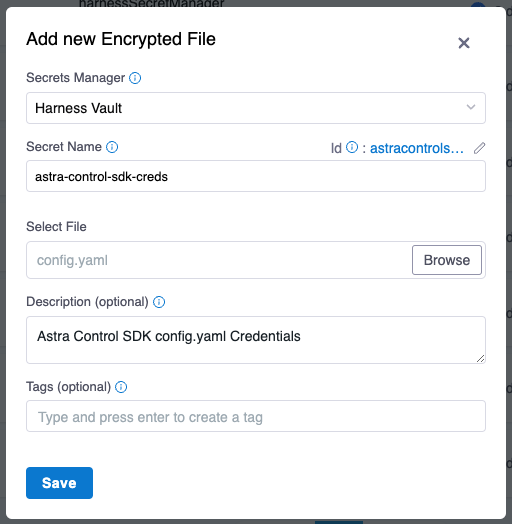 harnessSecretManager
Add new Encrypted File
Secrets Manager
Harness Vault
Secret Name
Id : astracontrols...
astra-control-sdk-creds
Select File
config.yaml
Browse
Description (optional)
Astra Control SDK config.yaml Credentials
Tags (optional)
Type and press enter to create a tag
Save